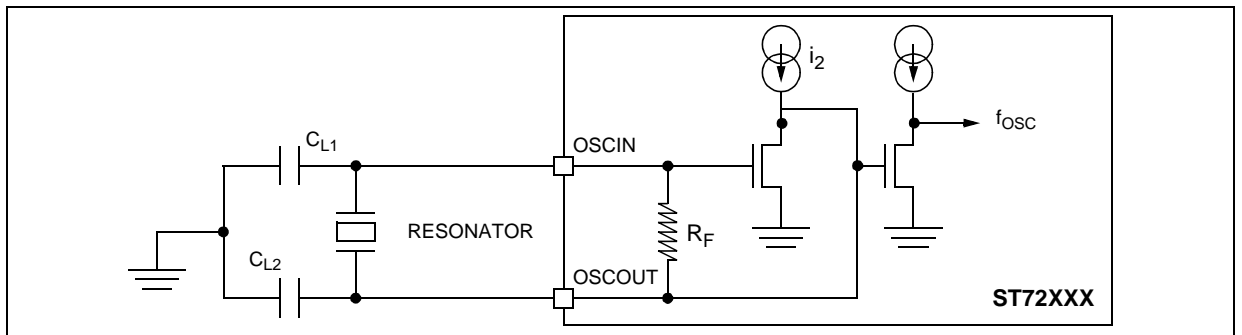 i2
fOSC
CL1
OSCIN
RESONATOR
RF
CL2
OSCOUT
ST72XXX